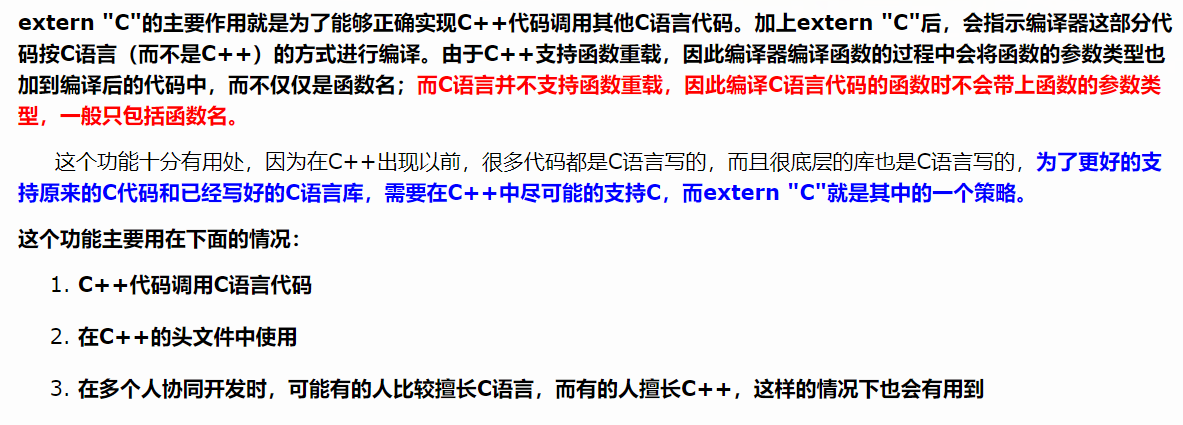 extern "C"的主要作用就是为了能够正确实现C++代码调用其他C语言代码。加上extern "C"后，会指示编译器这部分代
码按C语言（而不是C++）的方式进行编译。由于C++支持函数重载，因此编译器编译函数的过程中会将函数的参数类型也
加到编译后的代码中，而不仅仅是函数名；而C语言并不支持函数重载，因此编译C语言代码的函数时不会带上函数的参数类
型，一般只包括函数名。
这个功能十分有用处，因为在C++出现以前，很多代码都是C语言写的，而且很底层的库也是C语言写的，为了更好的支
持原来的C代码和已经写好的C语言库，需要在C++中尽可能的支持C，而extern "C"就是其中的一个策略。
这个功能主要用在下面的情况：
1. C++代码调用C语言代码
2. 在C++的头文件中使用
3. 在多个人协同开发时，可能有的人比较擅长C语言，而有的人擅长C++，这样的情况下也会有用到